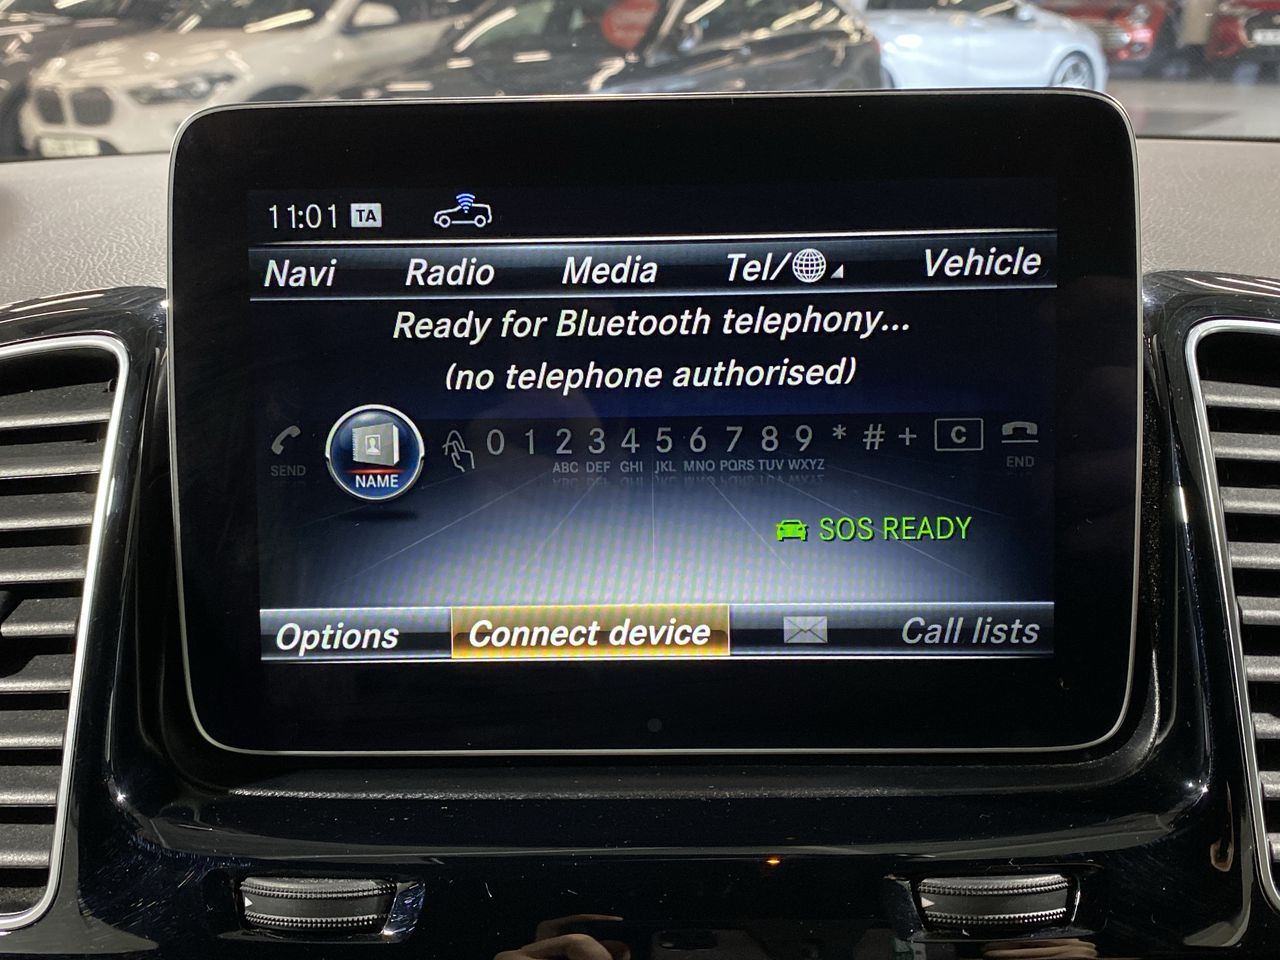 11:01 TA
Navi Radio Media Tel/ Vehicle
Ready for Bluetooth telephony...
(no telephone authorised)
SEND NAME 0 1 2 3 4 5 6 7 8 9 * # + C END
ABC DEF GHI JKL MNO PQRS TUV WXYZ
SOS READY
Options Connect device Call lists